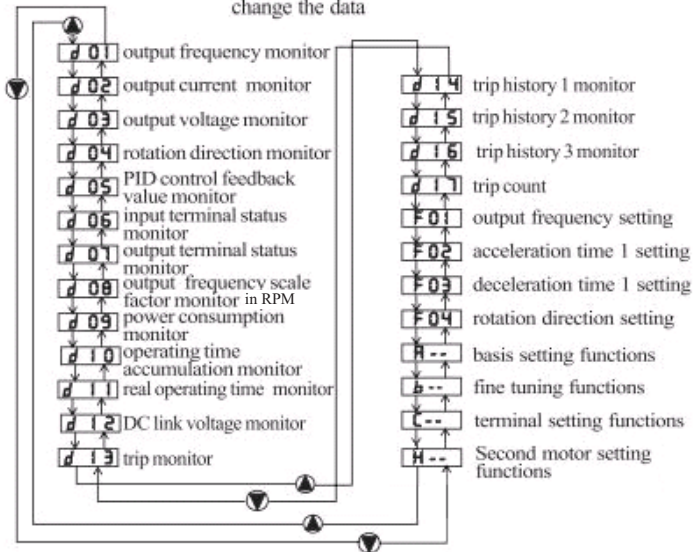 change the data
d 01 output frequency monitor
d 02 output current monitor
d 03 output voltage monitor
d 04 rotation direction monitor
d 05 PID control feedback
value monitor
d 06 input terminal status
monitor
d 07 output terminal status
monitor
d 08 output frequency scale
factor monitor in RPM
d 09 power consumption
monitor
d 10 operating time
accumulation monitor
d 11 real operating time monitor
d 12 DC link voltage monitor
d 13 trip monitor
d 14 trip history 1 monitor
d 15 trip history 2 monitor
d 16 trip history 3 monitor
d 17 trip count
F01 output frequency setting
F02 acceleration time 1 setting
F03 deceleration time 1 setting
F04 rotation direction setting
A-- basis setting functions
b-- fine tuning functions
C-- terminal setting functions
H-- Second motor setting
functions